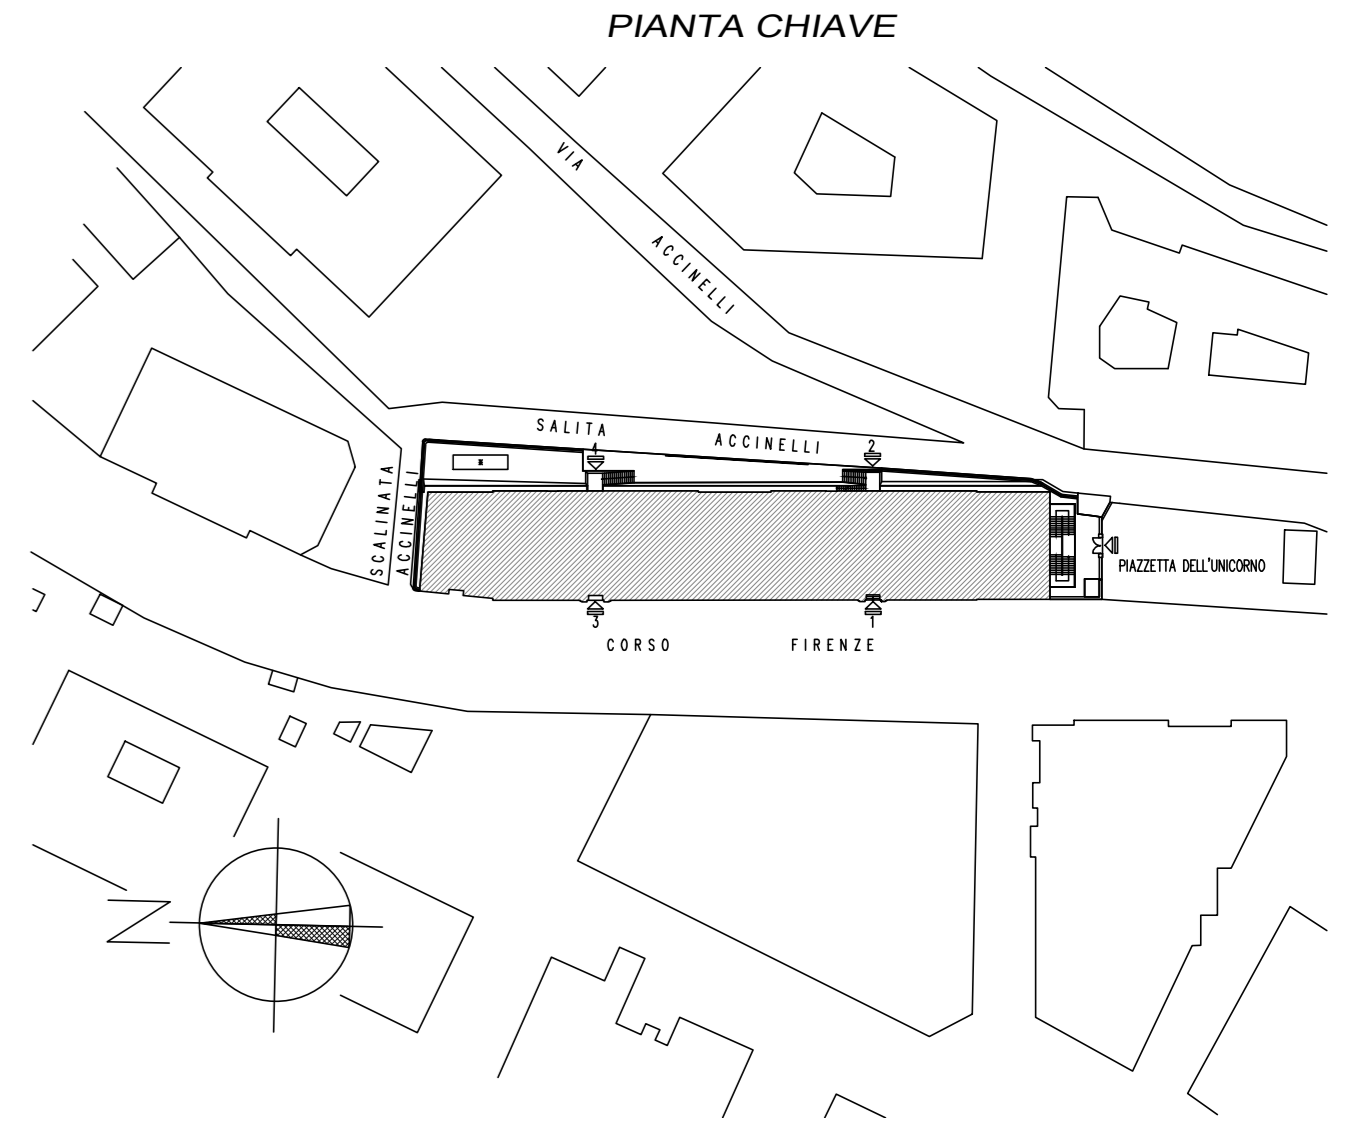 PIANTA CHIAVE
VIA
ACCINELLI
SALITA
ACCINELLI
4
2
SCALINATA
ACCINELLI
PIAZZETTA DELL'UNICORNO
3
1
CORSO
FIRENZE
N